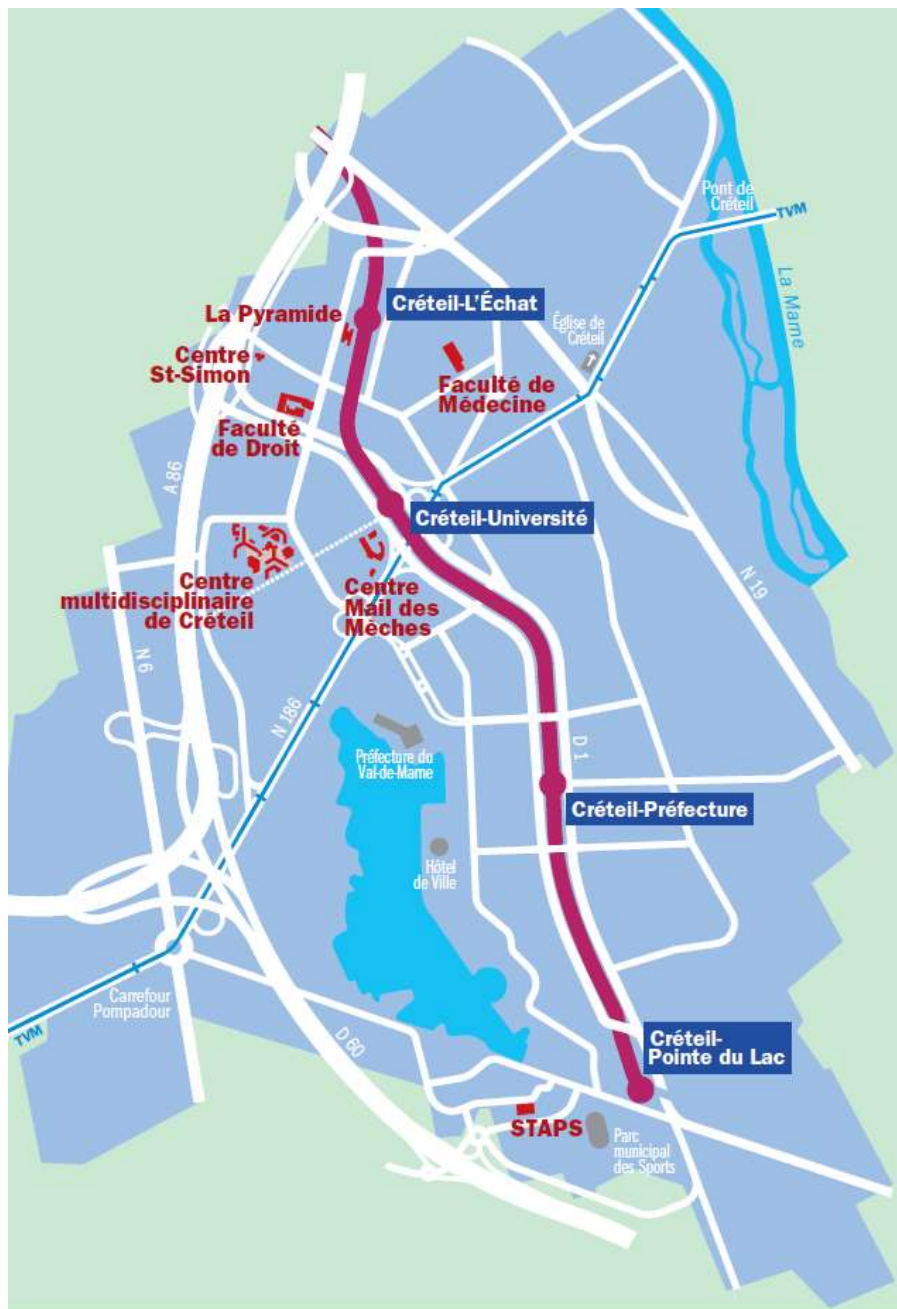 Pont de
Créteil
TVM
La Marne
Créteil-L'Échat
La Pyramide
Église de
Créteil
Centre
St-Simon
Faculté de
Médecine
Faculté
de Droit
A 86
Créteil-Université
Centre
multidisciplinaire
de Créteil
Centre
Mail des
Mèches
N 19
N 6
N 186
D 1
Préfecture du
Val-de-Marne
Créteil-Préfecture
Hôtel
de Ville
Carrefour
Pompadour
TVM
D 60
Créteil-
Pointe du Lac
STAPS
Parc
municipal
des Sports